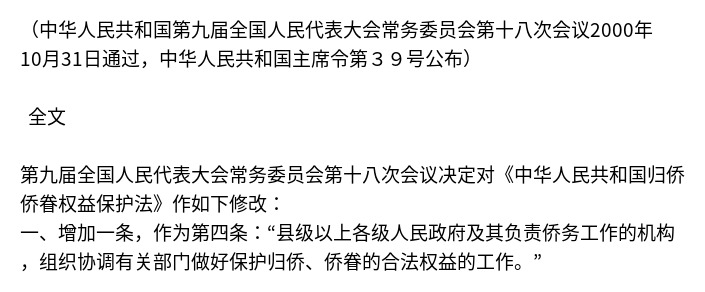 （中华人民共和国第九届全国人民代表大会常务委员会第十八次会议2000年
10月31日通过，中华人民共和国主席令第３９号公布）
全文
第九届全国人民代表大会常务委员会第十八次会议决定对《中华人民共和国归侨
侨眷权益保护法》作如下修改：
一、增加一条，作为第四条：“县级以上各级人民政府及其负责侨务工作的机构
，组织协调有关部门做好保护归侨、侨眷的合法权益的工作。”